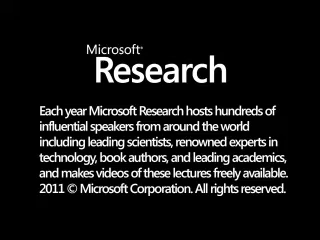 Microsoft®
Research
Each year Microsoft Research hosts hundreds of
influential speakers from around the world
including leading scientists, renowned experts in
technology, book authors, and leading academics,
and makes videos of these lectures freely available.
2011 © Microsoft Corporation. All rights reserved.